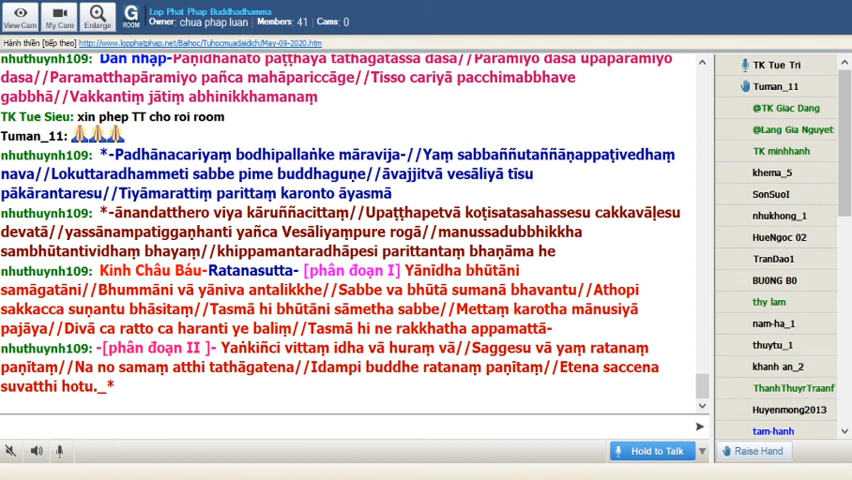 View Cam
My Cam
Enlarge
G
ROOM
Lop Phat Phap Buddhadhamma
Owner: chua phap luan Members: 41 Cams: 0
Hành thiền [tiếp theo] http://www.lopphatphap.net/Baihoc/Tuhocmuadaidich/May-09-2020.htm
nhuthuynh109: Dẫn nhập-Paṇidhānato paṭṭhāya tathāgatassa dasa//Pāramiyo dasa upapāramiyo
dasa//Paramatthapāramiyo pañca mahāpariccāge//Tisso cariyā pacchimabbhave
gabbhā//Vakkantiṃ jātiṃ abhinikkhamanaṃ
TK Tue Sieu: xin phep TT cho roi room
Tuman_11: 🙏🙏🙏
nhuthuynh109: *-Padhānacariyaṃ bodhipallaṅke māravija-//Yaṃ sabbaññutaññāṇappaṭivedhaṃ
nava//Lokuttaradhammeti sabbe pime buddhaguṇe//āvajjitvā vesāliyā tīsu
pākārantaresu//Tiyāmarattiṃ parittaṃ karonto āyasmā
nhuthuynh109: *-ānandatthero viya kāruññacittaṃ//Upaṭṭhapetvā koṭisatasahassesu cakkavāḷesu
devatā//yassānampatiggaṇhanti yañca Vesāliyaṃpure rogā//manussadubbhikkha
sambhūtantividhaṃ bhayaṃ//khippamantaradhāpesi parittantaṃ bhaṇāma he
nhuthuynh109: Kinh Châu Báu-Ratanasutta- [phân đoạn I] Yānīdha bhūtāni
samāgatāni//Bhummāni vā yāniva antalikkhe//Sabbe va bhūtā sumanā bhavantu//Athopi
sakkacca suṇantu bhāsitaṃ//Tasmā hi bhūtāni sāmetha sabbe//Mettaṃ karotha mānusiyā
pajāya//Divā ca ratto ca haranti ye baliṃ//Tasmā hi ne rakkhatha appamattā-
nhuthuynh109: -[phân đoạn II ]- Yaṅkiñci vittaṃ idha vā huraṃ vā//Saggesu vā yaṃ ratanaṃ
paṇītaṃ//Na no samaṃ atthi tathāgatena//Idampi buddhe ratanaṃ paṇītaṃ//Etena saccena
suvatthi hotu._*
Hold to Talk
Raise Hand
TK Tue Tri
Tuman_11
@TK Giac Dang
@Lang Gia Nguyet
TK minhhanh
khema_5
SonSuoI
nhukhong_1
HueNgoc 02
TranDao1
BU0NG B0
thy lam
nam-ha_1
thuytu_1
khanh an_2
ThanhThuyrTraanf
Huyenmong2013
tam-hanh